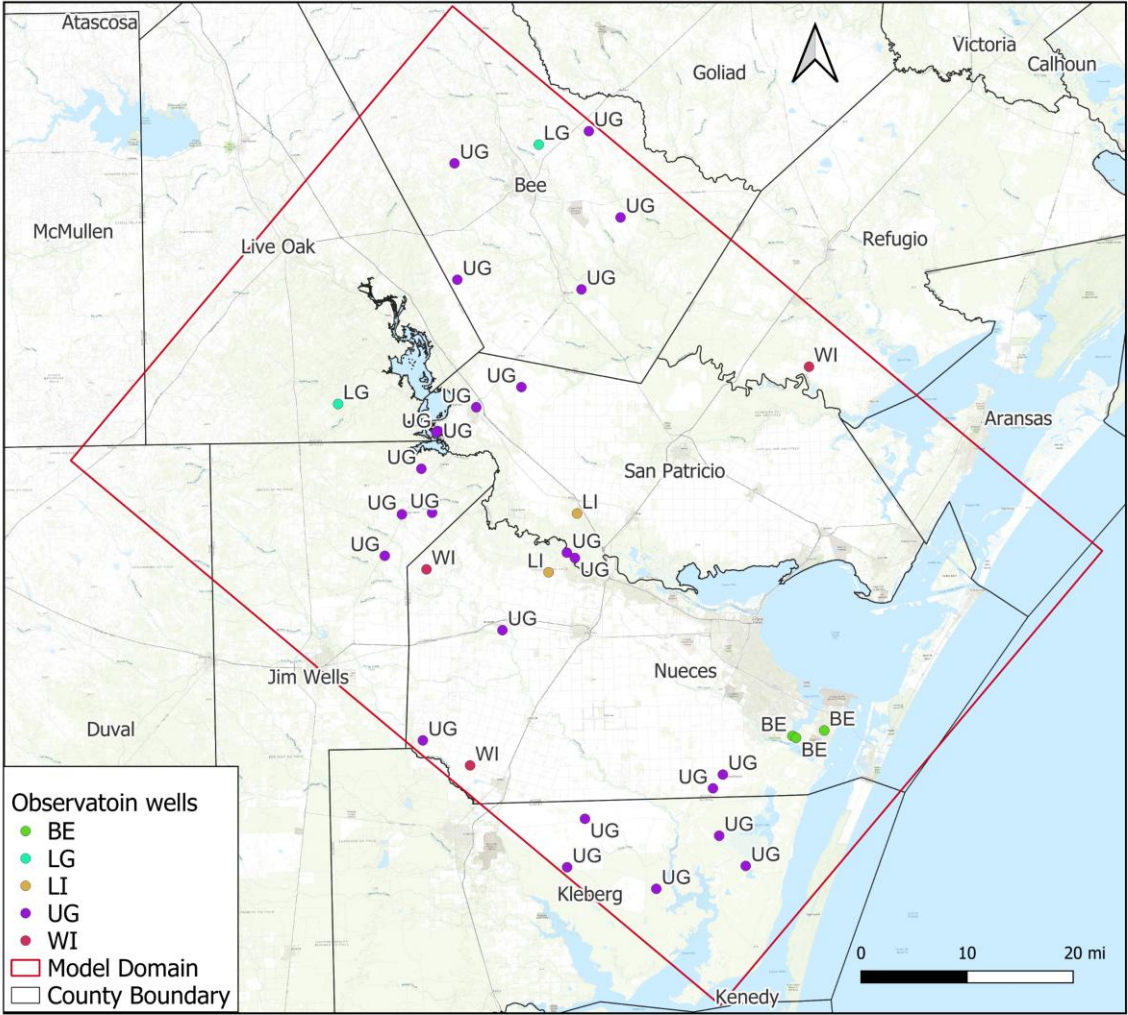 Atascosa
Victoria
Calhoun
Goliad
UG
LG
UG
Bee
UG
McMullen
Live Oak
Refugio
UG
UG
WI
UG
LG
UG
UG
UG
Aransas
UG
San Patricio
UG
UG
LI
UG
UG
WI
LI
UG
UG
Nueces
Jim Wells
Duval
BE
BE
BE
UG
WI
UG
UG
UG
UG
UG
UG
UG
Kleberg
Kenedy
Observatoin wells
BE
LG
LI
UG
WI
Model Domain
County Boundary
0 10 20 mi